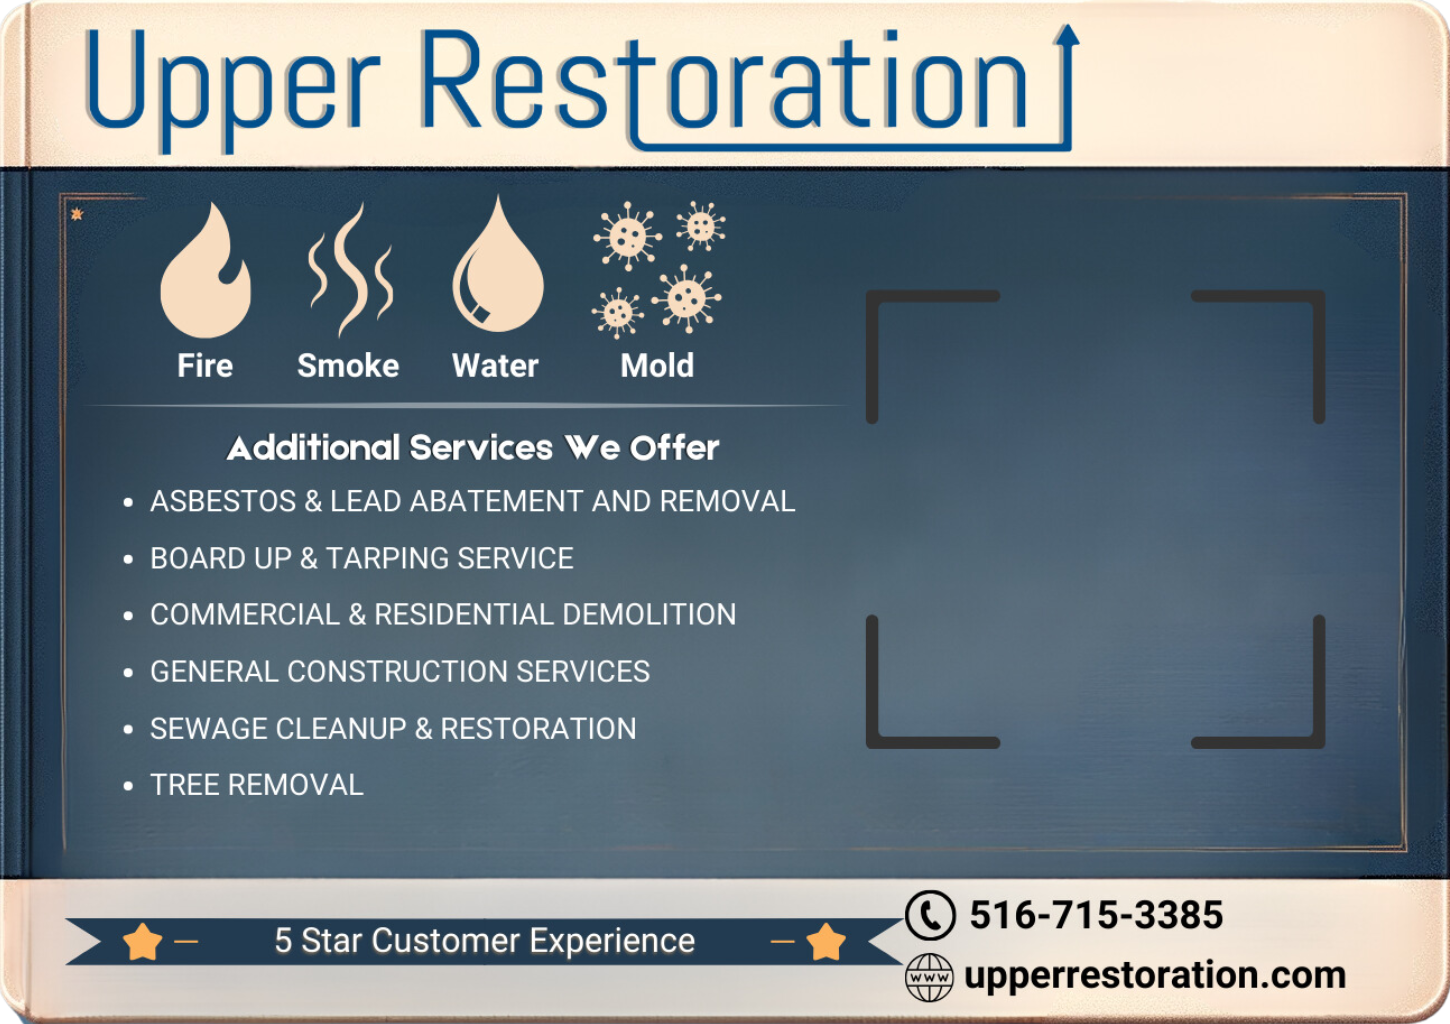 Upper Restoration
Fire Smoke Water Mold
Additional Services We Offer
• ASBESTOS & LEAD ABATEMENT AND REMOVAL
• BOARD UP & TARPING SERVICE
• COMMERCIAL & RESIDENTIAL DEMOLITION
• GENERAL CONSTRUCTION SERVICES
• SEWAGE CLEANUP & RESTORATION
• TREE REMOVAL
5 Star Customer Experience
516-715-3385
www upperrestoration.com